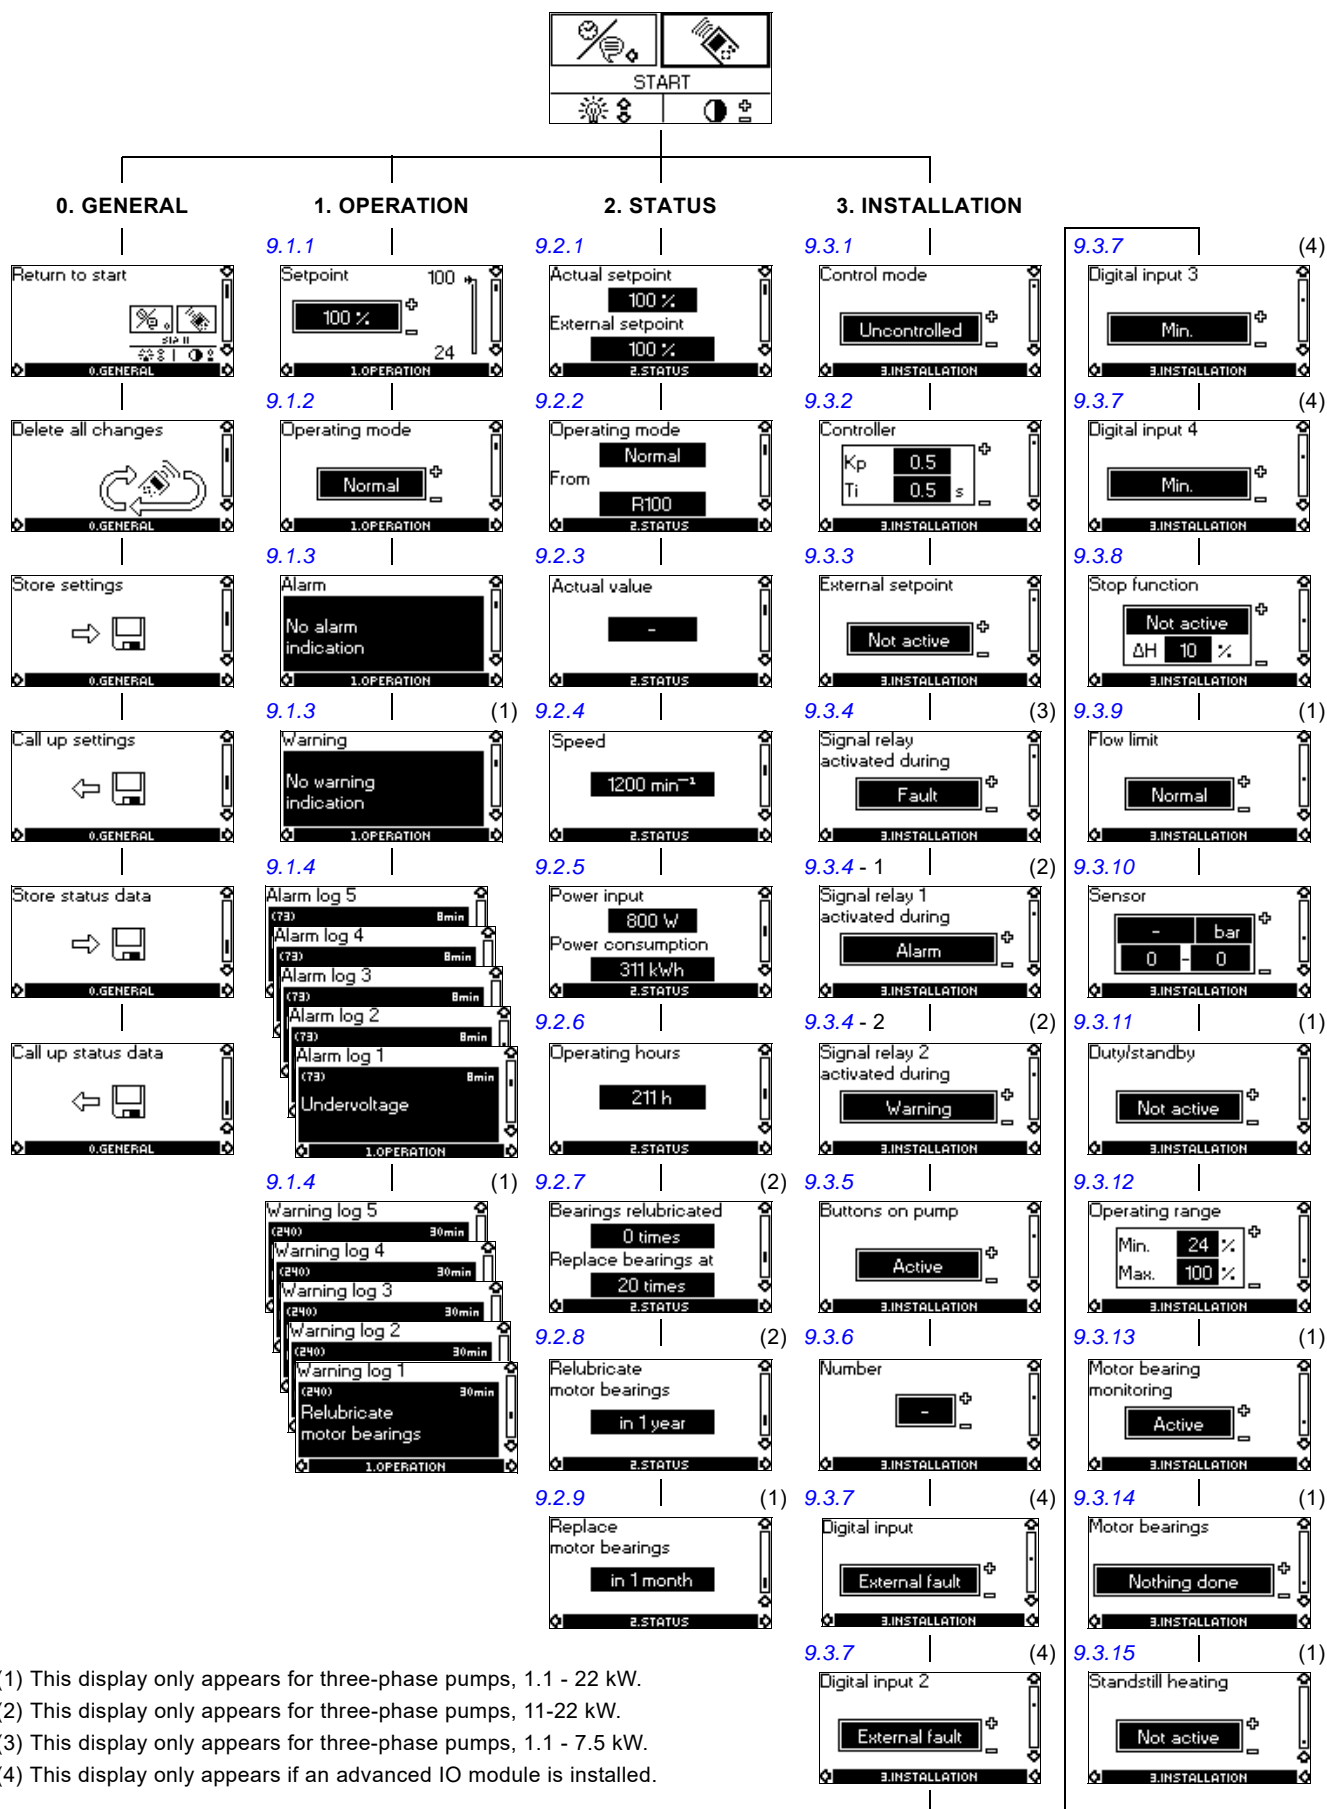 START
0. GENERAL
Return to start
START
0.GENERAL
Delete all changes
0.GENERAL
Store settings
0.GENERAL
Call up settings
0.GENERAL
Store status data
0.GENERAL
Call up status data
0.GENERAL
1. OPERATION
9.1.1
Setpoint
100
100 %
24
1.OPERATION
9.1.2
Operating mode
Normal
1.OPERATION
9.1.3
Alarm
No alarm
indication
1.OPERATION
9.1.3 (1)
Warning
No warning
indication
1.OPERATION
9.1.4
Alarm log 5
(73) 8min
Alarm log 4
(73) 8min
Alarm log 3
(73) 8min
Alarm log 2
(73) 8min
Alarm log 1
(73) 8min
Undervoltage
1.OPERATION
9.1.4 (1)
Warning log 5
(240) 30min
Warning log 4
(240) 30min
Warning log 3
(240) 30min
Warning log 2
(240) 30min
Warning log 1
(240) 30min
Relubricate
motor bearings
1.OPERATION
2. STATUS
9.2.1
Actual setpoint
100 %
External setpoint
100 %
2.STATUS
9.2.2
Operating mode
Normal
From
R100
2.STATUS
9.2.3
Actual value
-
2.STATUS
9.2.4
Speed
1200 min⁻¹
2.STATUS
9.2.5
Power input
800 W
Power consumption
311 kWh
2.STATUS
9.2.6
Operating hours
211 h
2.STATUS
9.2.7 (2)
Bearings relubricated
0 times
Replace bearings at
20 times
2.STATUS
9.2.8 (2)
Relubricate
motor bearings
in 1 year
2.STATUS
9.2.9 (1)
Replace
motor bearings
in 1 month
2.STATUS
3. INSTALLATION
9.3.1
Control mode
Uncontrolled
3.INSTALLATION
9.3.2
Controller
Kp 0.5
Ti 0.5 s
3.INSTALLATION
9.3.3
External setpoint
Not active
3.INSTALLATION
9.3.4 (3)
Signal relay
activated during
Fault
3.INSTALLATION
9.3.4 - 1 (2)
Signal relay 1
activated during
Alarm
3.INSTALLATION
9.3.4 - 2 (2)
Signal relay 2
activated during
Warning
3.INSTALLATION
9.3.5
Buttons on pump
Active
3.INSTALLATION
9.3.6
Number
-
3.INSTALLATION
9.3.7 (4)
Digital input
External fault
3.INSTALLATION
9.3.7 (4)
Digital input 2
External fault
3.INSTALLATION
9.3.7 (4)
Digital input 3
Min.
3.INSTALLATION
9.3.7 (4)
Digital input 4
Min.
3.INSTALLATION
9.3.8
Stop function
Not active
ΔH 10 %
3.INSTALLATION
9.3.9 (1)
Flow limit
Normal
3.INSTALLATION
9.3.10
Sensor
- bar
0 - 0
3.INSTALLATION
9.3.11 (1)
Duty/standby
Not active
3.INSTALLATION
9.3.12
Operating range
Min. 24 %
Max. 100 %
3.INSTALLATION
9.3.13 (1)
Motor bearing
monitoring
Active
3.INSTALLATION
9.3.14 (1)
Motor bearings
Nothing done
3.INSTALLATION
9.3.15 (1)
Standstill heating
Not active
3.INSTALLATION
(1) This display only appears for three-phase pumps, 1.1 - 22 kW.
(2) This display only appears for three-phase pumps, 11-22 kW.
(3) This display only appears for three-phase pumps, 1.1 - 7.5 kW.
(4) This display only appears if an advanced IO module is installed.